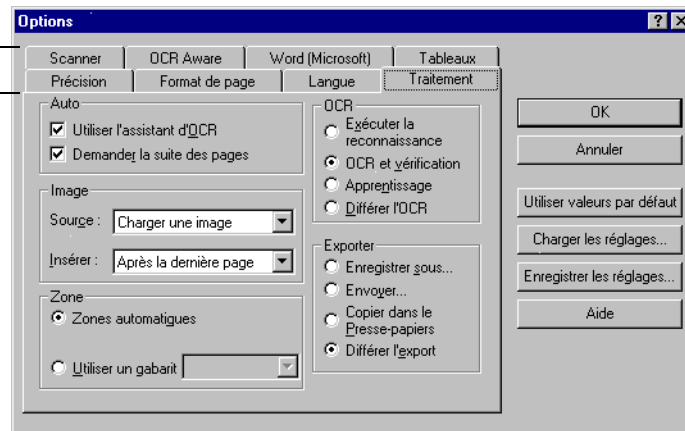 Options
Scanner OCR Aware Word (Microsoft) Tableaux
Précision Format de page Langue Traitement
Auto
Utiliser l'assistant d'OCR
Demander la suite des pages
Image
Source : Charger une image
Insérer : Après la dernière page
Zone
Zones automatigues
Utiliser un gabarit
OCR
Exécuter la
reconnaissance
OCR et vérification
Apprentissage
Différer l'OCR
Exporter
Enregistrer sous...
Envoyer...
Copier dans le
Presse-papiers
Différer l'export
OK
Annuler
Utiliser valeurs par défaut
Charger les réglages...
Enregistrer les réglages...
Aide